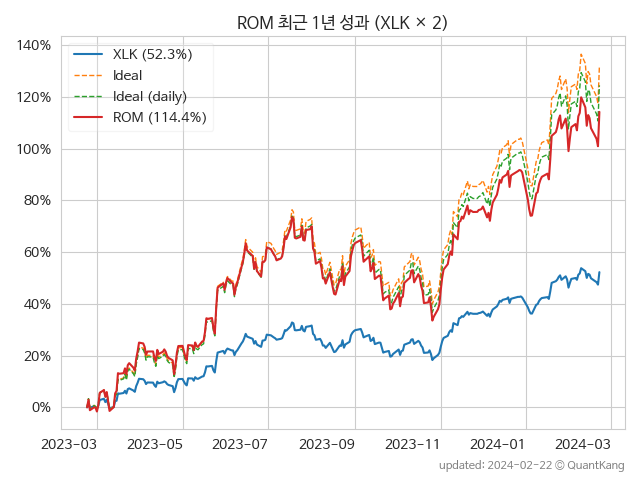 ROM 최근 1년 성과 (XLK × 2)
XLK (52.3%)
Ideal
Ideal (daily)
ROM (114.4%)
140%
120%
100%
80%
60%
40%
20%
0%
2023-03 2023-05 2023-07 2023-09 2023-11 2024-01 2024-03
updated: 2024-02-22 ⓒ QuantKang